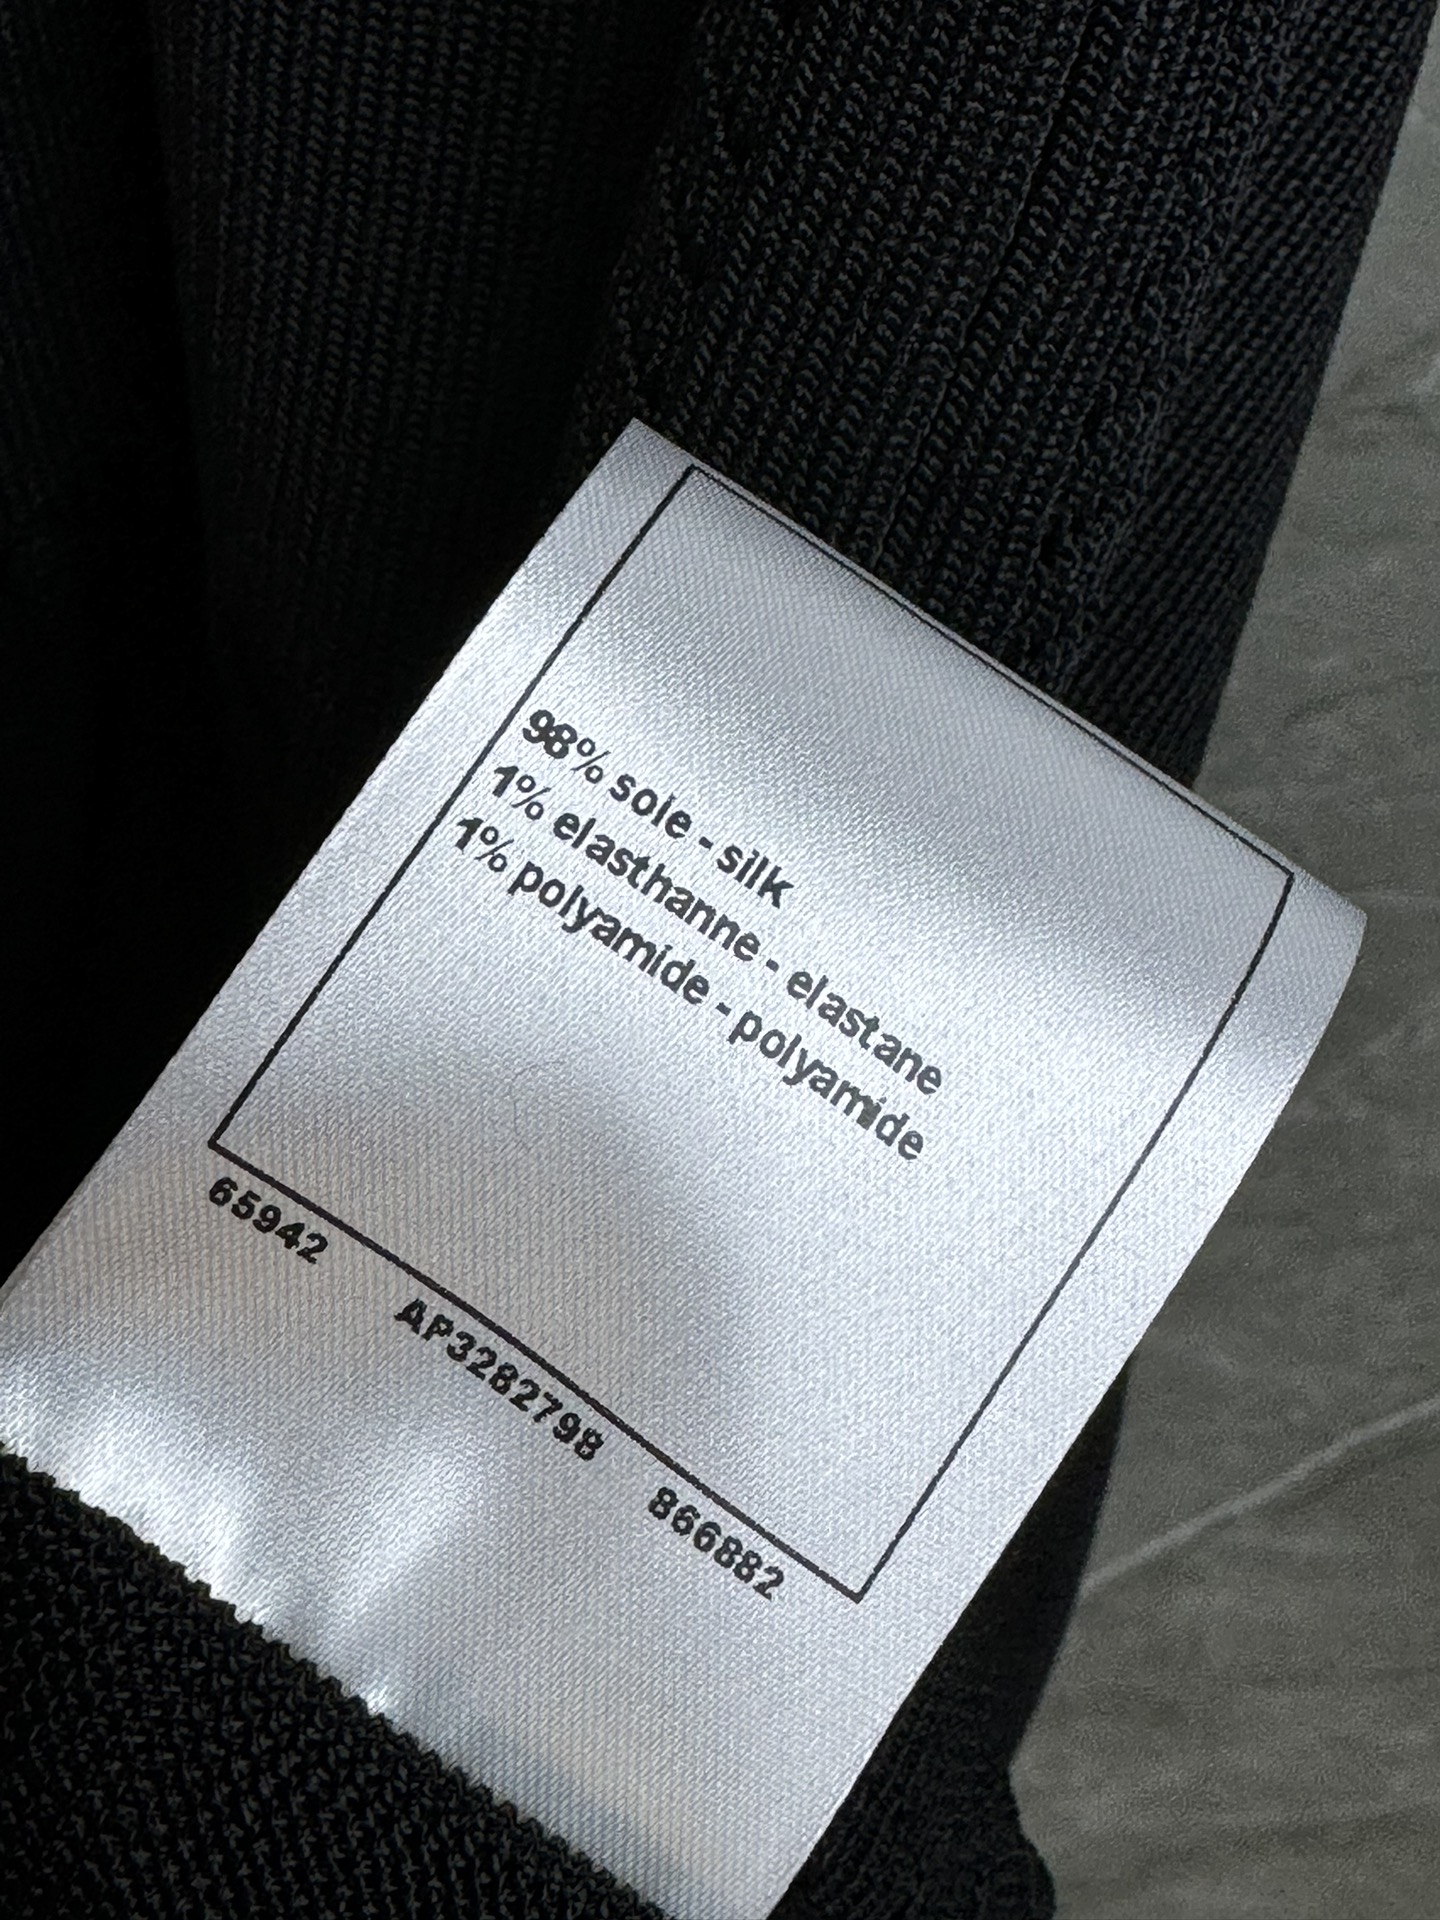 98% soie - silk
1% elasthanne - elastane
1% polyamide - polyamide
65942 AP3282798 866882